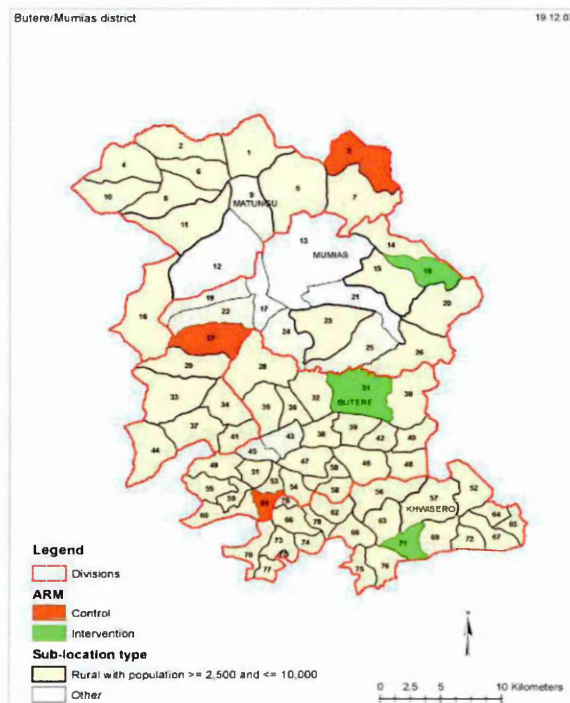 Butere/Mumias district 19.12.0
2 1 3
4 6 5 7
10 8 9
MATUNGU
11 13 14
MUMIAS
12 15 18
19 21 20
16 22 17 23
24 25 26
27
29 28 31 30
33 34 35 36 32 BUTERE
37 39
41 43 38 42 40
44 45
49 51 47 50 46 48
55 53 54 52
59 58 56 57
60 62 KHWISERO
66 63 64 65
73 74 68 71 69 72 67
70 75 76
77
Legend
Divisions
ARM
Control
Intervention
Sub-location type
Rural with population >= 2,500 and <= 10,000
Other
N
0 2.5 5 10 Kilometers